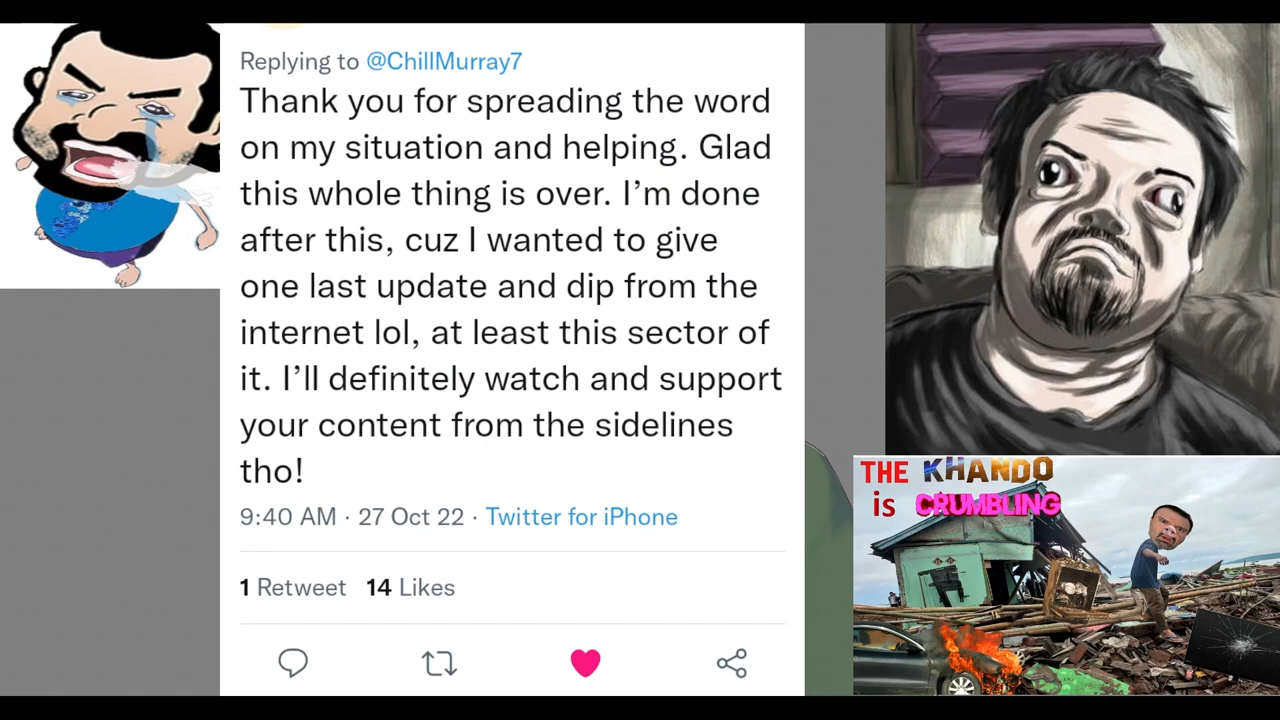 Replying to @ChillMurray7
Thank you for spreading the word
on my situation and helping. Glad
this whole thing is over. I’m done
after this, cuz I wanted to give
one last update and dip from the
internet lol, at least this sector of
it. I’ll definitely watch and support
your content from the sidelines
tho!
9:40 AM · 27 Oct 22 · Twitter for iPhone
1 Retweet 14 Likes
THE KHANDO
is CRUMBLING